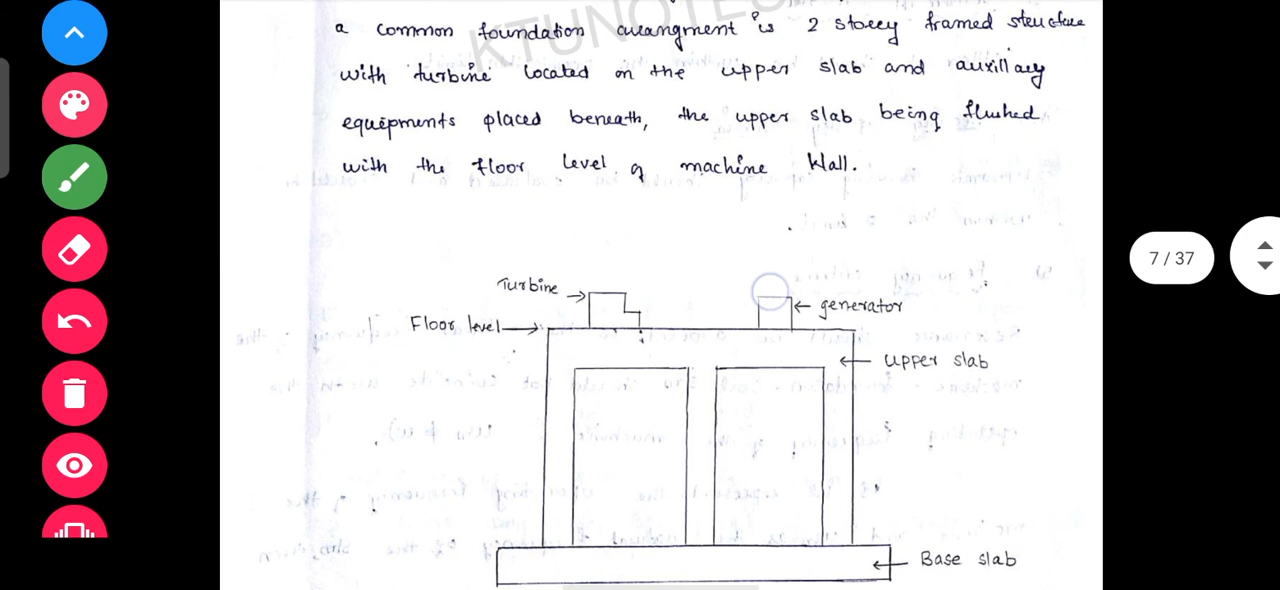 KTUNOTES
a common foundation arrangment is 2 storey framed structure
with turbine located on the upper slab and auxillary
equipments placed beneath, the upper slab being flushed
with the floor level of machine Hall.
7 / 37
Turbine
generator
Floor level
upper slab
Base slab